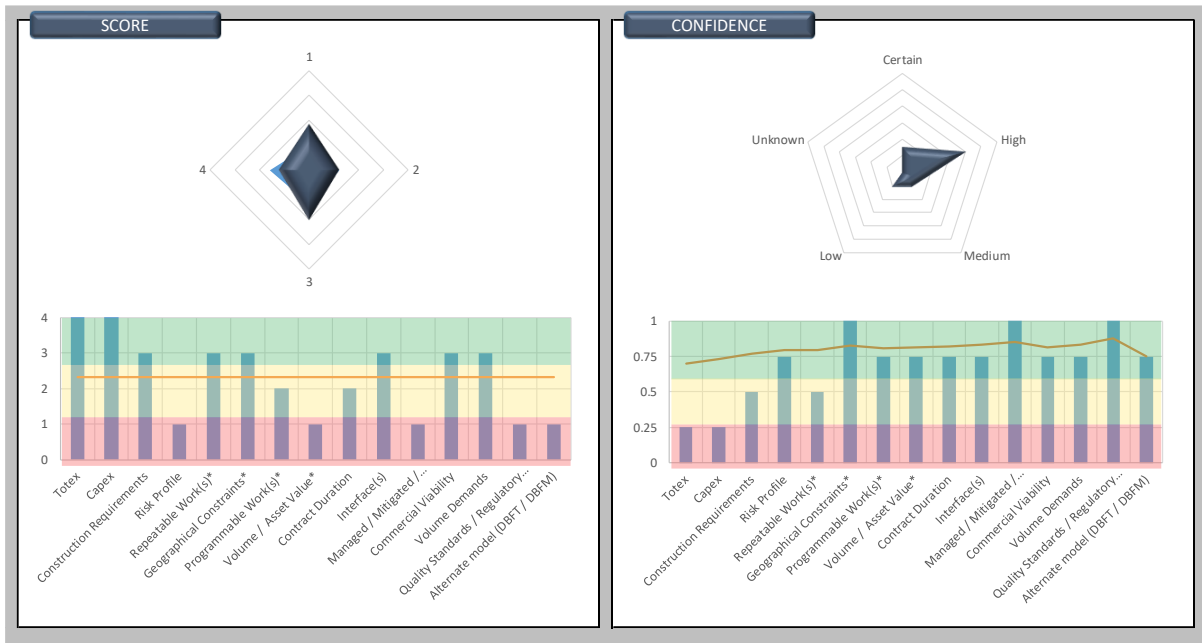 SCORE
1
4
2
3
4
3
2
1
0
Totex
Capex
Construction Requirements
Risk Profile
Repeatable Work(s)*
Geographical Constraints*
Programmable Work(s)*
Volume / Asset Value*
Contract Duration
Interface(s)
Managed / Mitigated /…
Commercial Viability
Volume Demands
Quality Standards / Regulatory…
Alternate model (DBFT / DBFM)
CONFIDENCE
Certain
Unknown
High
Low
Medium
1
0.75
0.5
0.25
0
Totex
Capex
Construction Requirements
Risk Profile
Repeatable Work(s)*
Geographical Constraints*
Programmable Work(s)*
Volume / Asset Value*
Contract Duration
Interface(s)
Managed / Mitigated /…
Commercial Viability
Volume Demands
Quality Standards / Regulatory…
Alternate model (DBFT / DBFM)